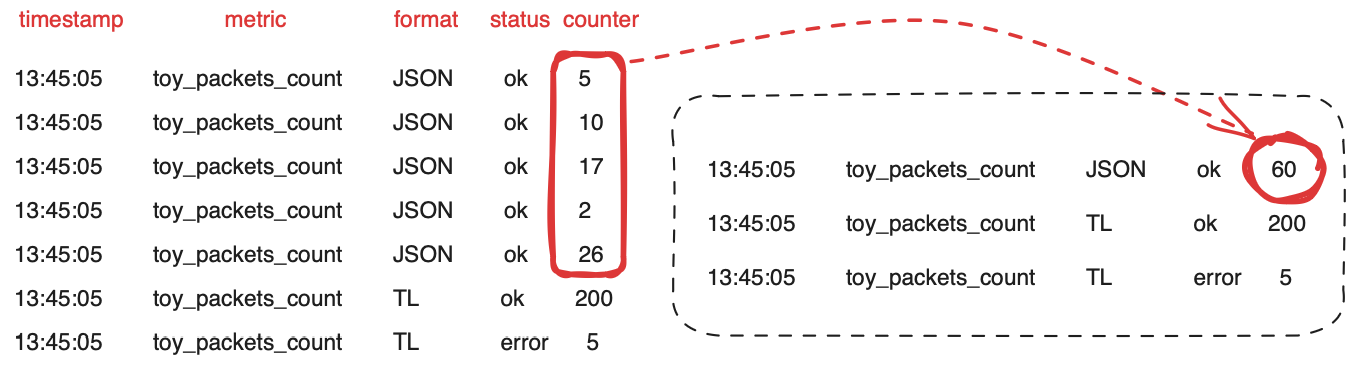 timestamp metric format status counter
13:45:05 toy_packets_count JSON ok 5
13:45:05 toy_packets_count JSON ok 10
13:45:05 toy_packets_count JSON ok 17
13:45:05 toy_packets_count JSON ok 2
13:45:05 toy_packets_count JSON ok 26
13:45:05 toy_packets_count TL ok 200
13:45:05 toy_packets_count TL error 5
13:45:05 toy_packets_count JSON ok 60
13:45:05 toy_packets_count TL ok 200
13:45:05 toy_packets_count TL error 5